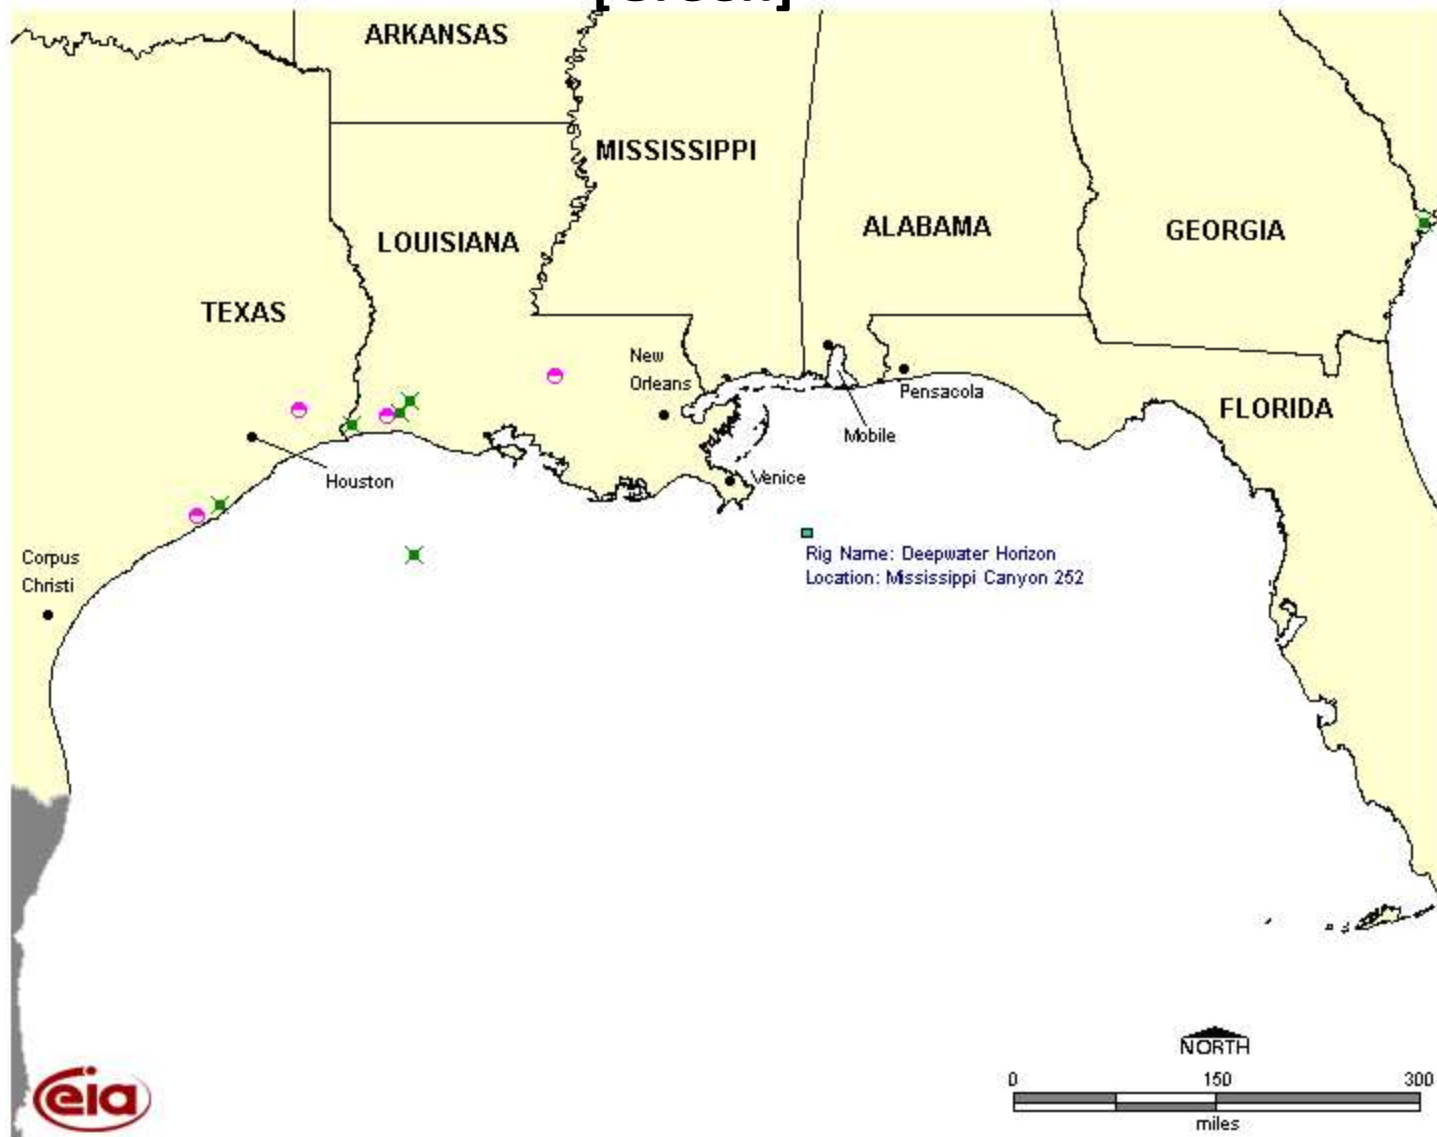 [Green]
ARKANSAS
MISSISSIPPI
ALABAMA
GEORGIA
LOUISIANA
TEXAS
New
Orleans
Pensacola
FLORIDA
Mobile
Houston
Venice
Corpus
Christi
Rig Name: Deepwater Horizon
Location: Mississippi Canyon 252
NORTH
0 150 300
miles
eia